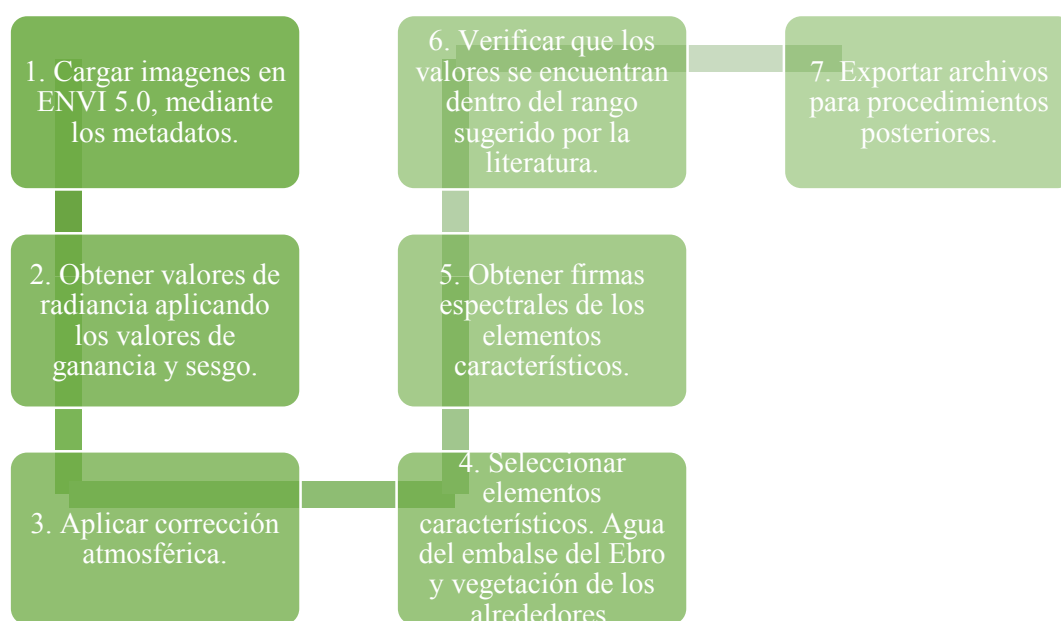 1. Cargar imagenes en
ENVI 5.0, mediante
los metadatos.
2. Obtener valores de
radiancia aplicando
los valores de
ganancia y sesgo.
3. Aplicar corrección
atmosférica.
4. Seleccionar
elementos
característicos. Agua
del embalse del Ebro
y vegetación de los
alrededores
5. Obtener firmas
espectrales de los
elementos
característicos.
6. Verificar que los
valores se encuentran
dentro del rango
sugerido por la
literatura.
7. Exportar archivos
para procedimientos
posteriores.